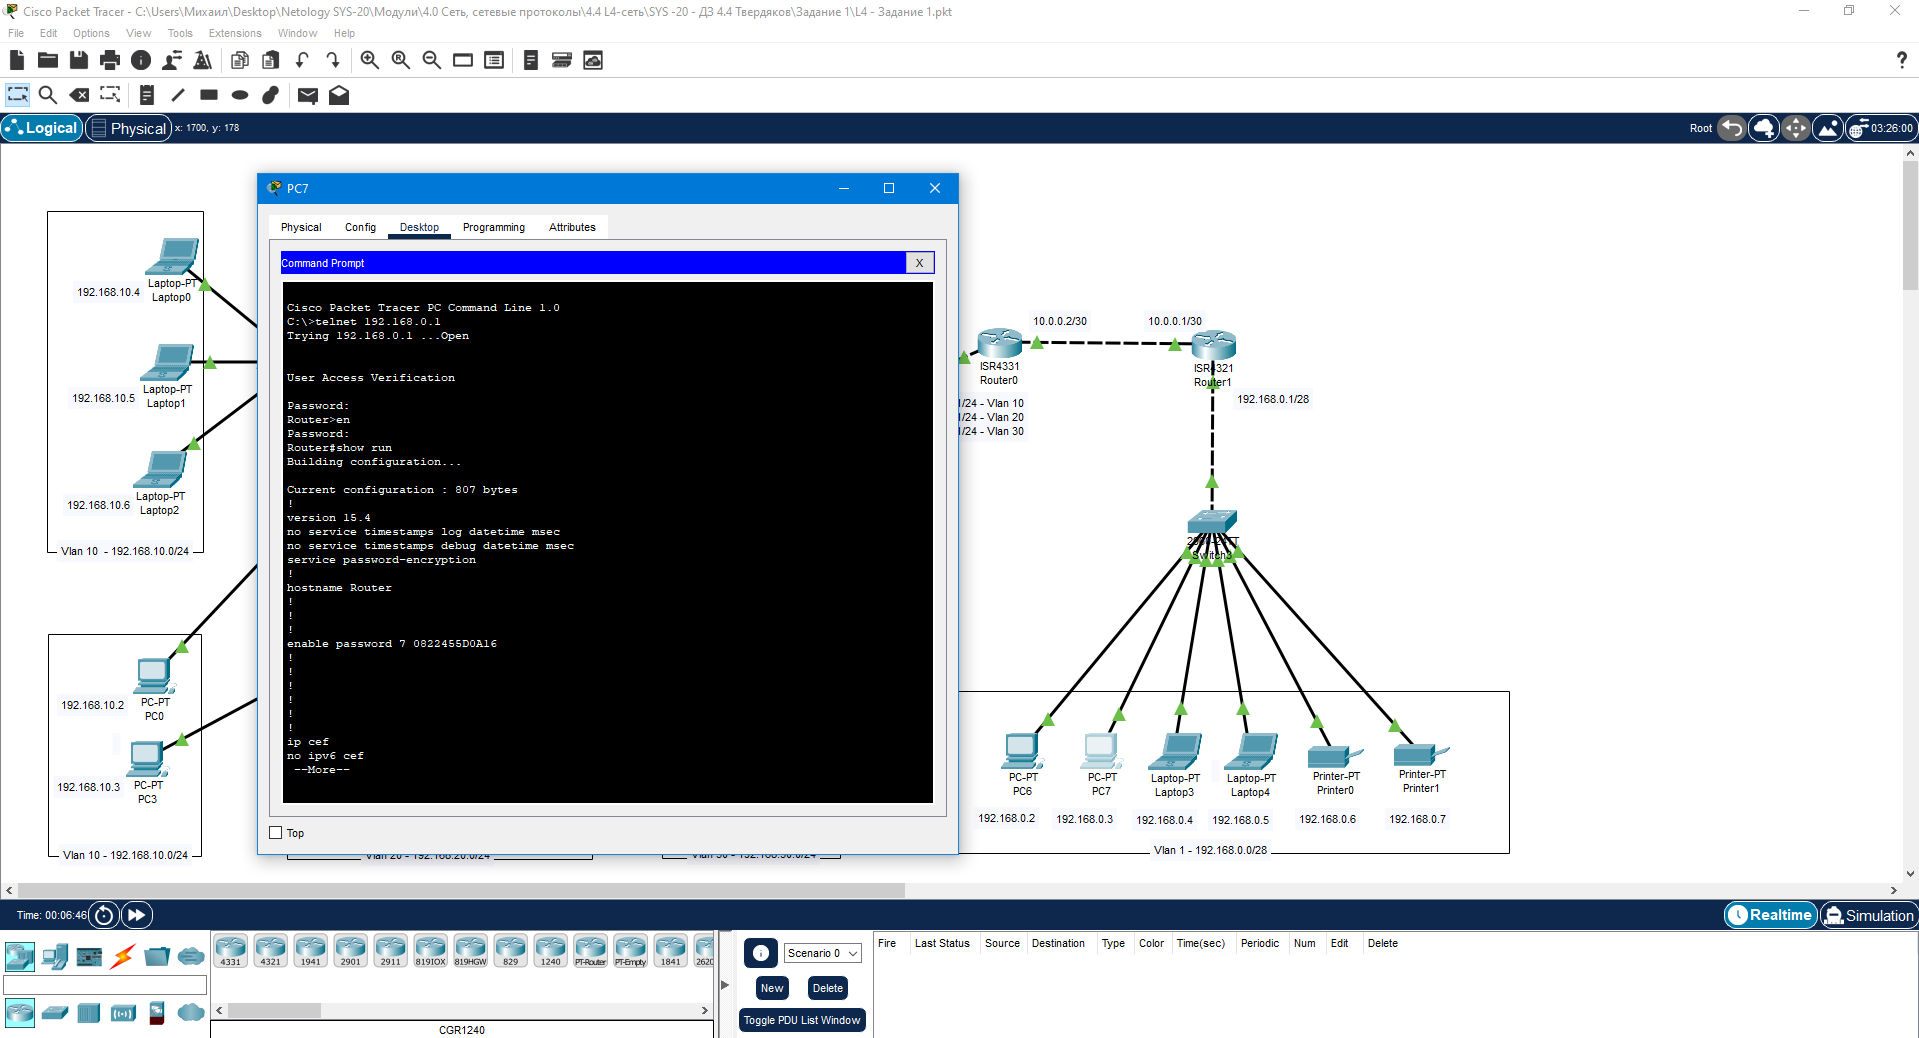 Cisco Packet Tracer - C:\Users\Михаил\Desktop\Netology SYS-20\Модули\4.0 Сеть, сетевые протоколы\4.4 L4-сеть\SYS -20 - ДЗ 4.4 Твердяков\Задание 1\L4 - Задание 1.pkt
File Edit Options View Tools Extensions Window Help
Logical Physical x: 1700, y: 178 Root 03:26:00
PC7
Physical Config Desktop Programming Attributes
Command Prompt X
Cisco Packet Tracer PC Command Line 1.0
C:\>telnet 192.168.0.1
Trying 192.168.0.1 ...Open
User Access Verification
Password:
Router>en
Password:
Router#show run
Building configuration...
Current configuration : 807 bytes
!
version 15.4
no service timestamps log datetime msec
no service timestamps debug datetime msec
service password-encryption
!
hostname Router
!
!
!
enable password 7 0822455D0A16
!
!
!
!
!
!
ip cef
no ipv6 cef
--More--
Top
192.168.10.4
Laptop-PT
Laptop0
192.168.10.5
Laptop-PT
Laptop1
192.168.10.6
Laptop-PT
Laptop2
Vlan 10 - 192.168.10.0/24
192.168.10.2
PC-PT
PC0
192.168.10.3
PC-PT
PC3
Vlan 10 - 192.168.10.0/24
Vlan 20 - 192.168.20.0/24
10.0.0.2/30
10.0.0.1/30
ISR4331
Router0
ISR4321
Router1
192.168.0.1/28
1/24 - Vlan 10
1/24 - Vlan 20
1/24 - Vlan 30
Switch3
PC-PT
PC6
PC-PT
PC7
Laptop-PT
Laptop3
Laptop-PT
Laptop4
Printer-PT
Printer0
Printer-PT
Printer1
192.168.0.2
192.168.0.3
192.168.0.4
192.168.0.5
192.168.0.6
192.168.0.7
Vlan 1 - 192.168.0.0/28
Time: 00:06:46 Realtime Simulation
4331 4321 1941 2901 2911 819IOX 819HGW 829 1240 PT-Router PT-Empty 1841 2620
CGR1240
Scenario 0
New Delete
Toggle PDU List Window
Fire Last Status Source Destination Type Color Time(sec) Periodic Num Edit Delete